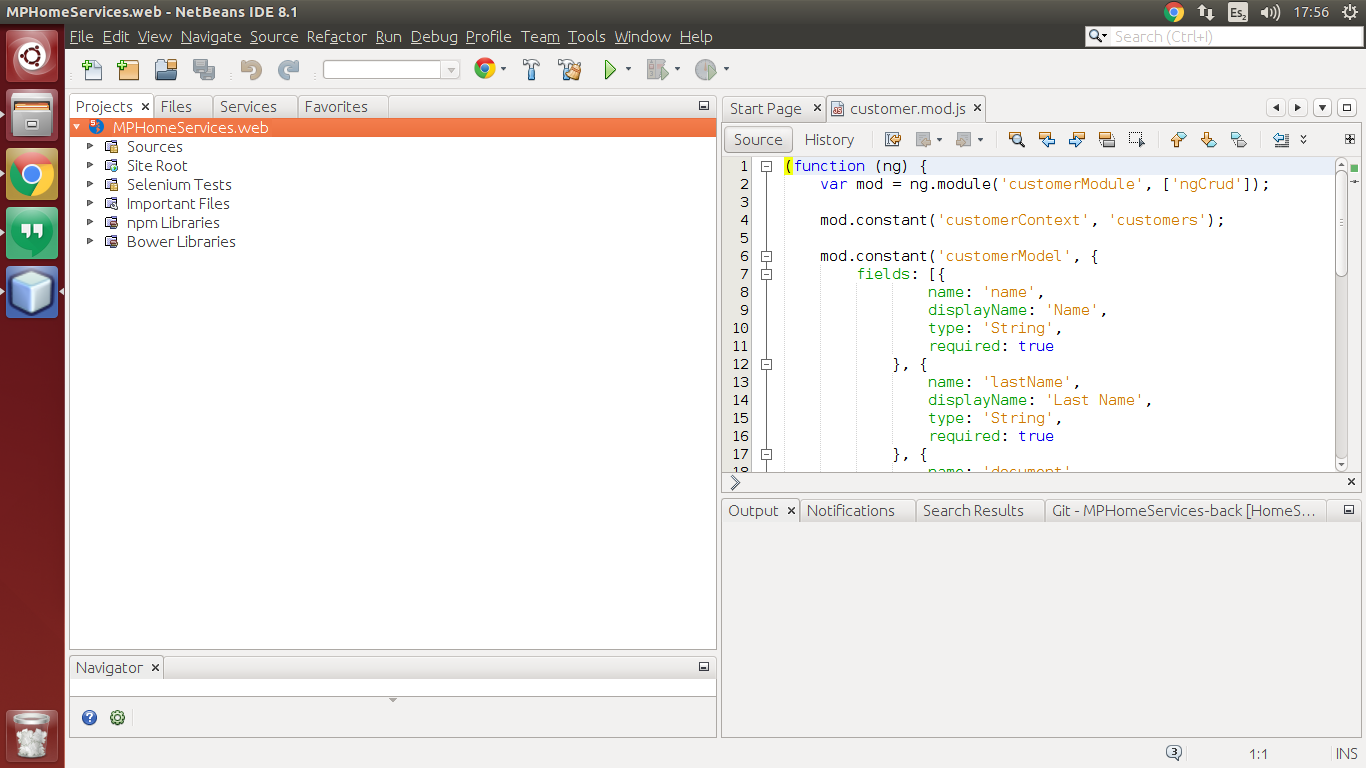 MPHomeServices.web - NetBeans IDE 8.1
Es2
17:56
File Edit View Navigate Source Refactor Run Debug Profile Team Tools Window Help
Search (Ctrl+I)
Projects Files Services Favorites
MPHomeServices.web
Sources
Site Root
Selenium Tests
Important Files
npm Libraries
Bower Libraries
Navigator
Start Page customer.mod.js
Source History
1 (function (ng) {
2 var mod = ng.module('customerModule', ['ngCrud']);
3
4 mod.constant('customerContext', 'customers');
5
6 mod.constant('customerModel', {
7 fields: [{
8 name: 'name',
9 displayName: 'Name',
10 type: 'String',
11 required: true
12 }, {
13 name: 'lastName',
14 displayName: 'Last Name',
15 type: 'String',
16 required: true
17 }, {
18 name: 'document'
Output Notifications Search Results Git - MPHomeServices-back [HomeS...
3
1:1
INS